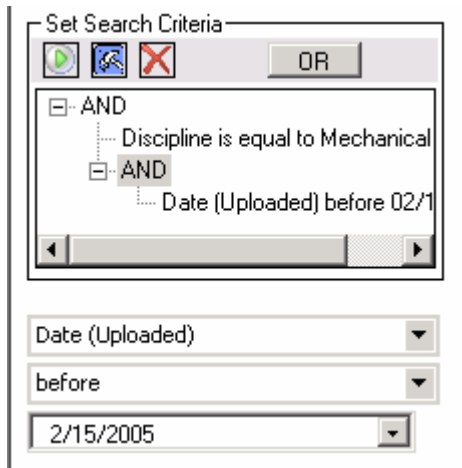 Set Search Criteria
OR
AND
Discipline is equal to Mechanical
AND
Date (Uploaded) before 02/1
Date (Uploaded)
before
2/15/2005